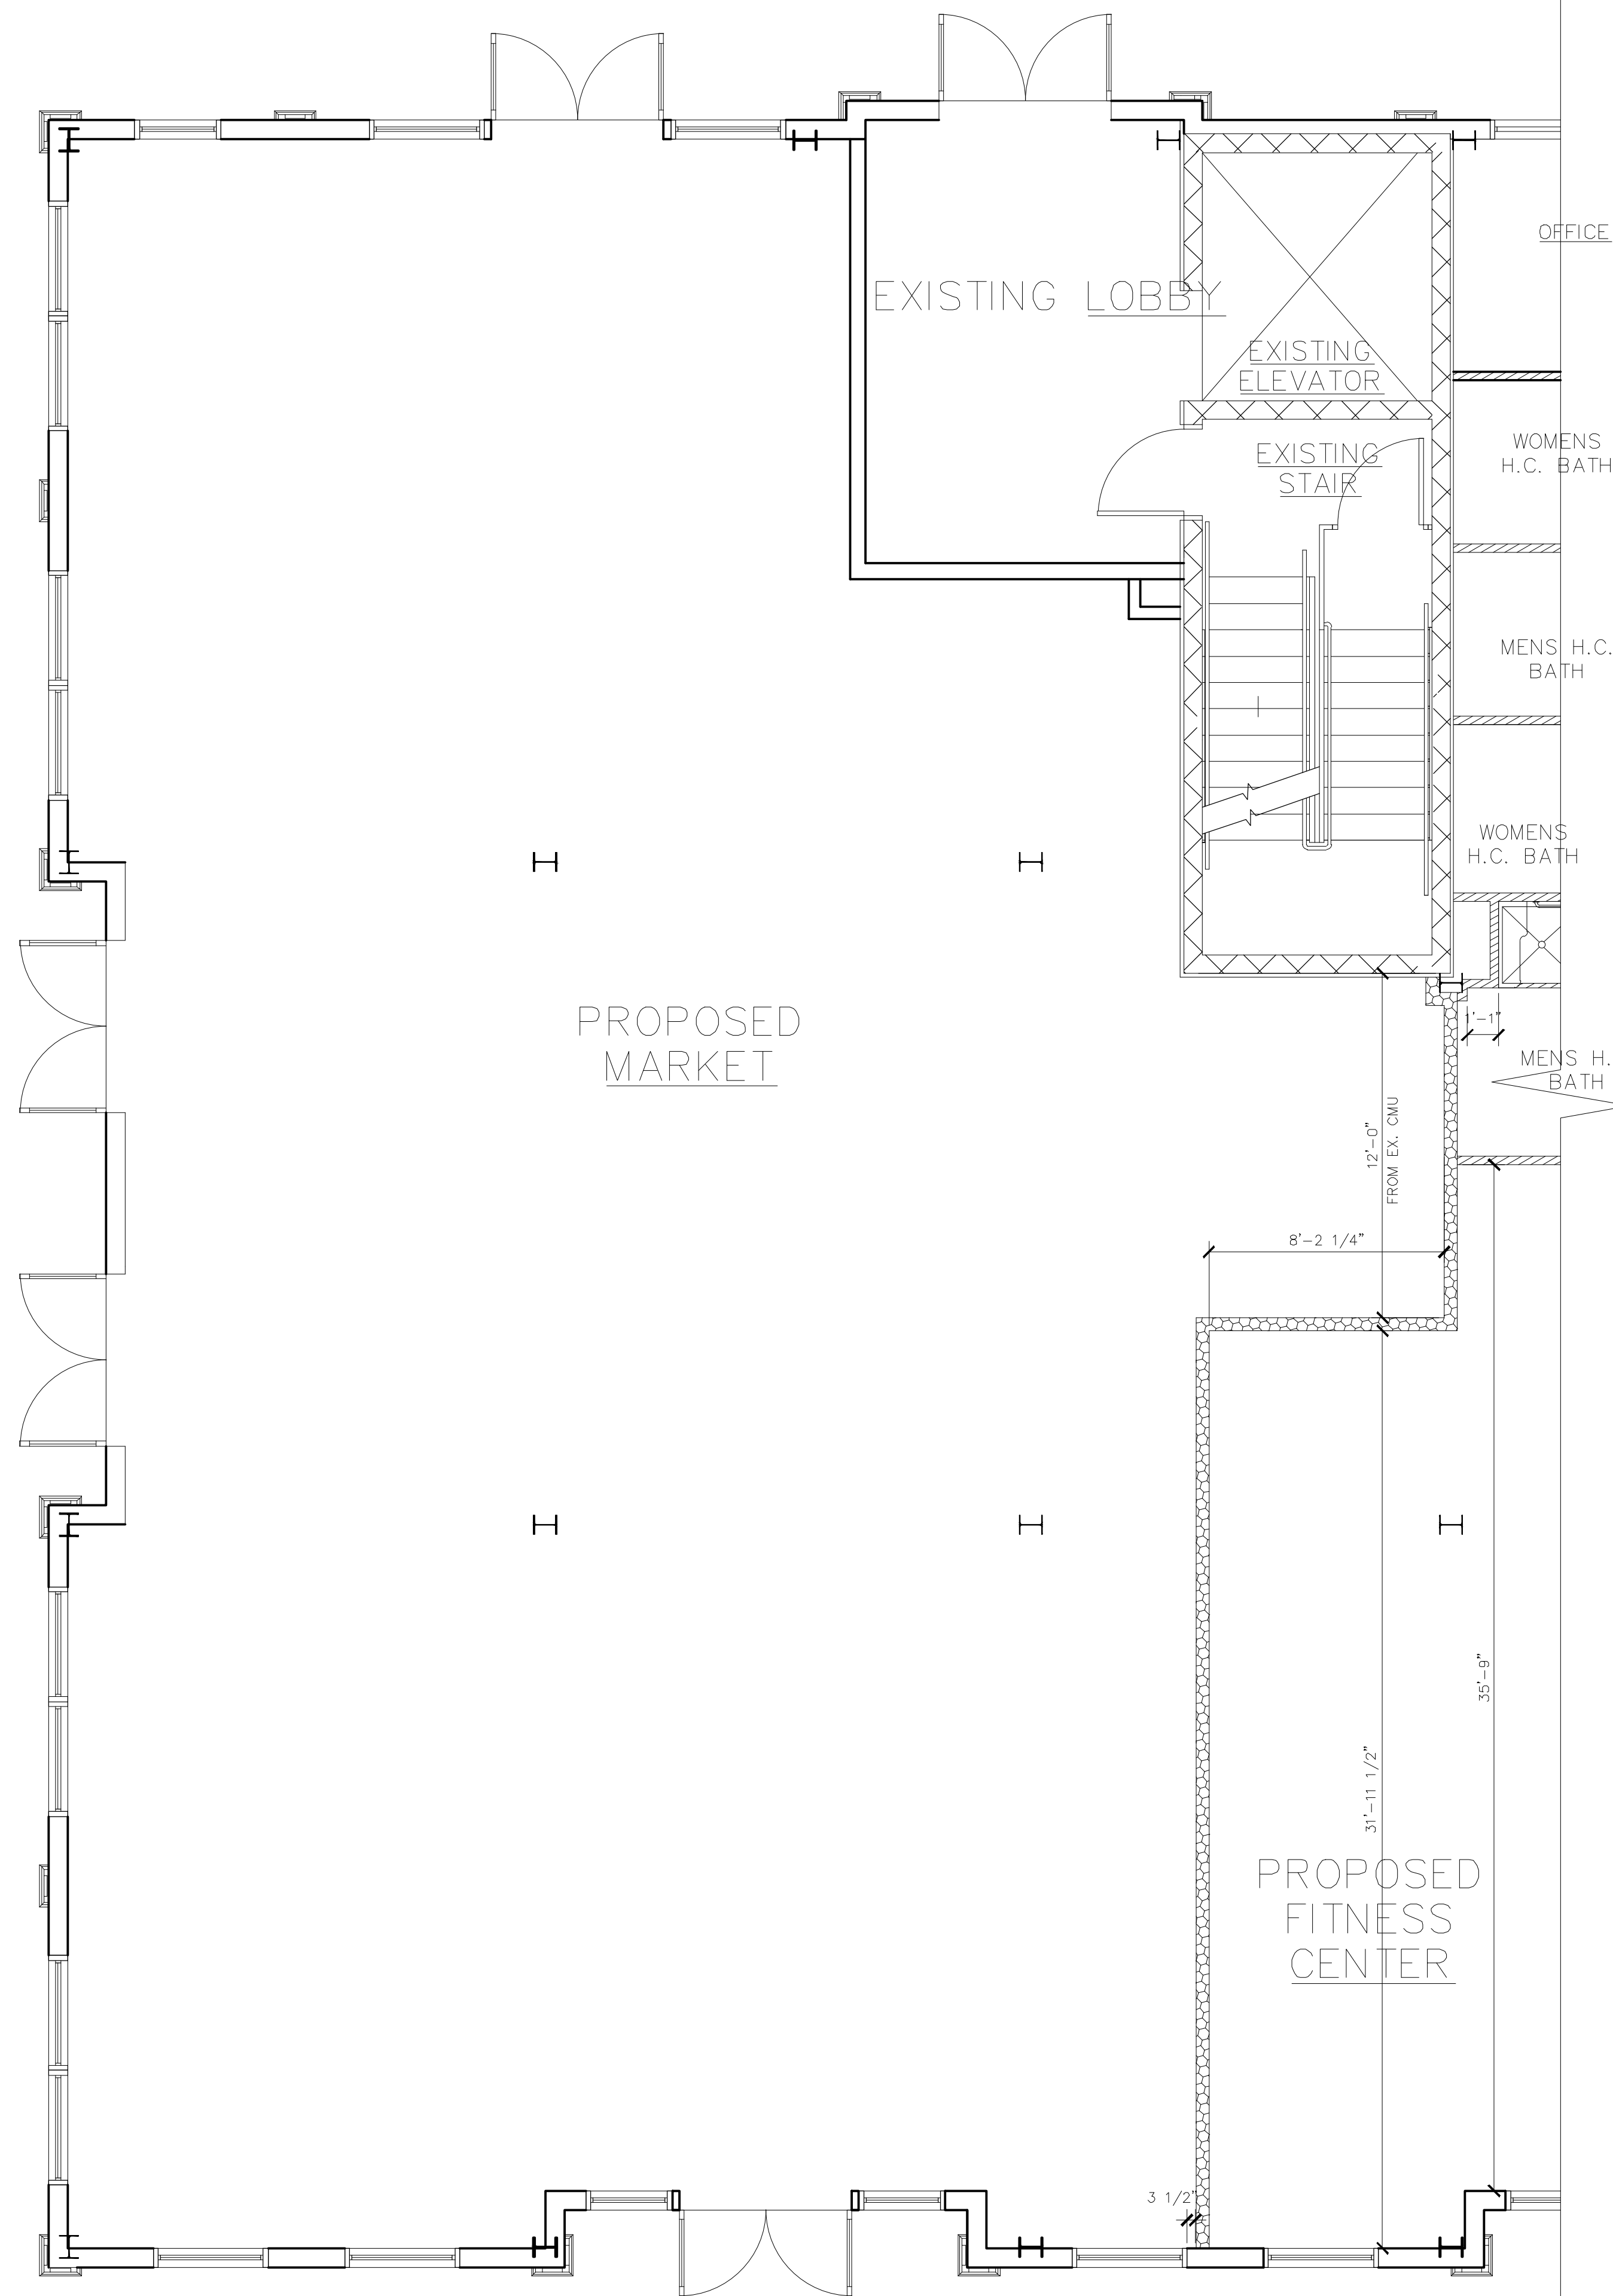 OFFICE
EXISTING LOBBY
EXISTING
ELEVATOR
WOMENS
H.C. BATH
EXISTING
STAIR
MENS H.C.
BATH
WOMENS
H.C. BATH
PROPOSED
MARKET
1'-1"
MENS H.
BATH
12'-0"
FROM EX. CMU
8'-2 1/4"
35'-9"
31'-11 1/2"
PROPOSED
FITNESS
CENTER
3 1/2"